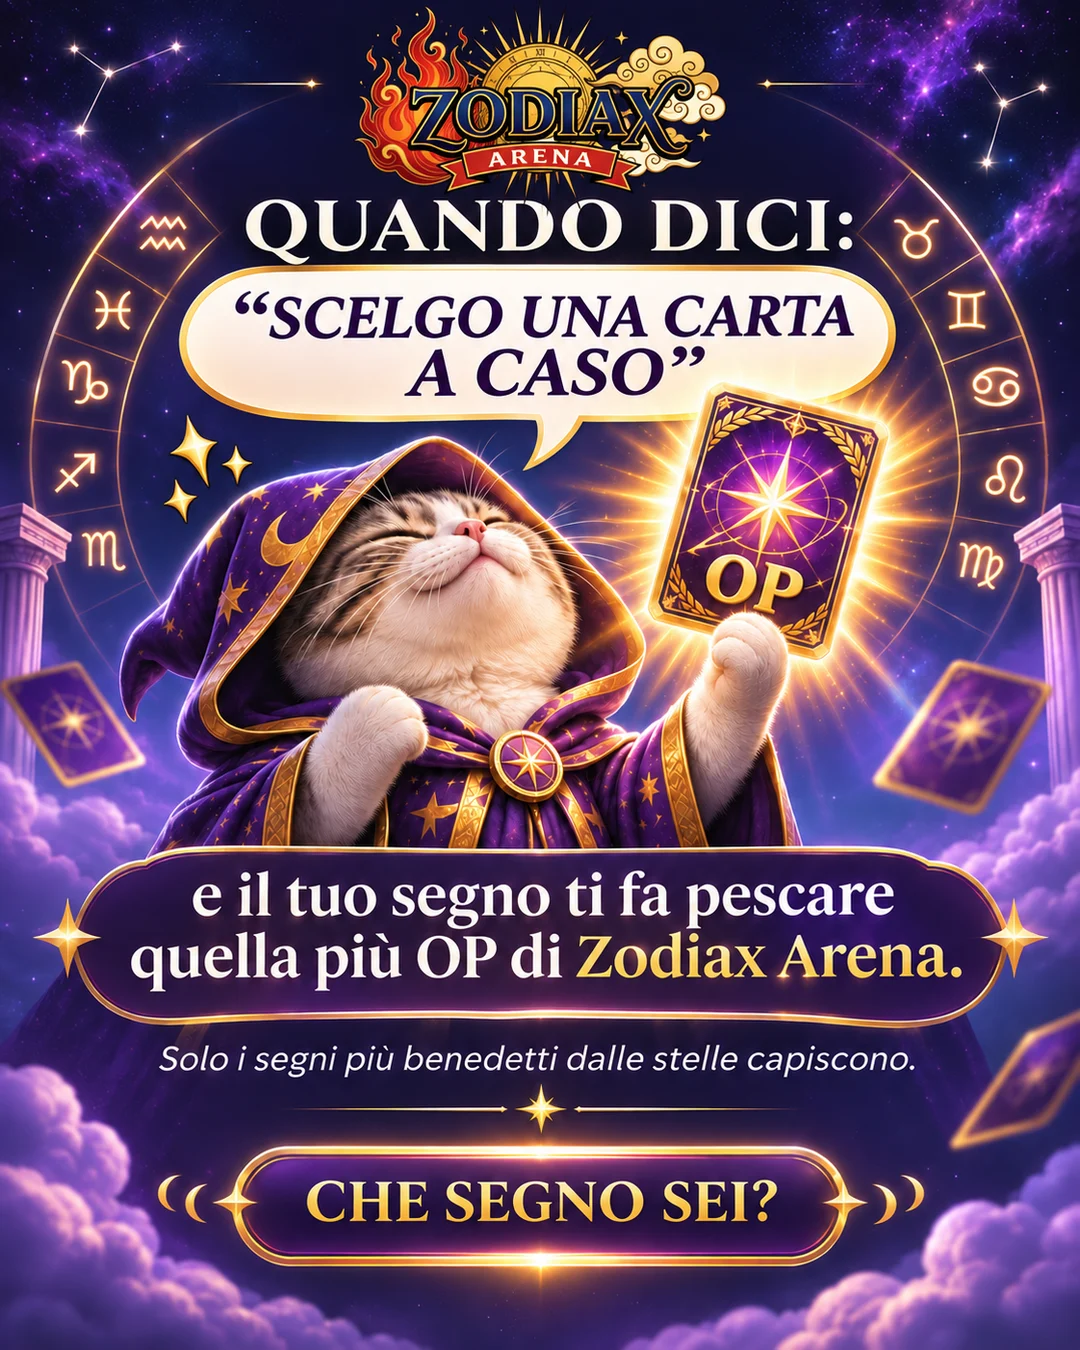 ZODIAX
ARENA
QUANDO DICI:
“SCELGO UNA CARTA
A CASO”
OP
e il tuo segno ti fa pescare
quella più OP di Zodiax Arena.
Solo i segni più benedetti dalle stelle capiscono.
CHE SEGNO SEI?